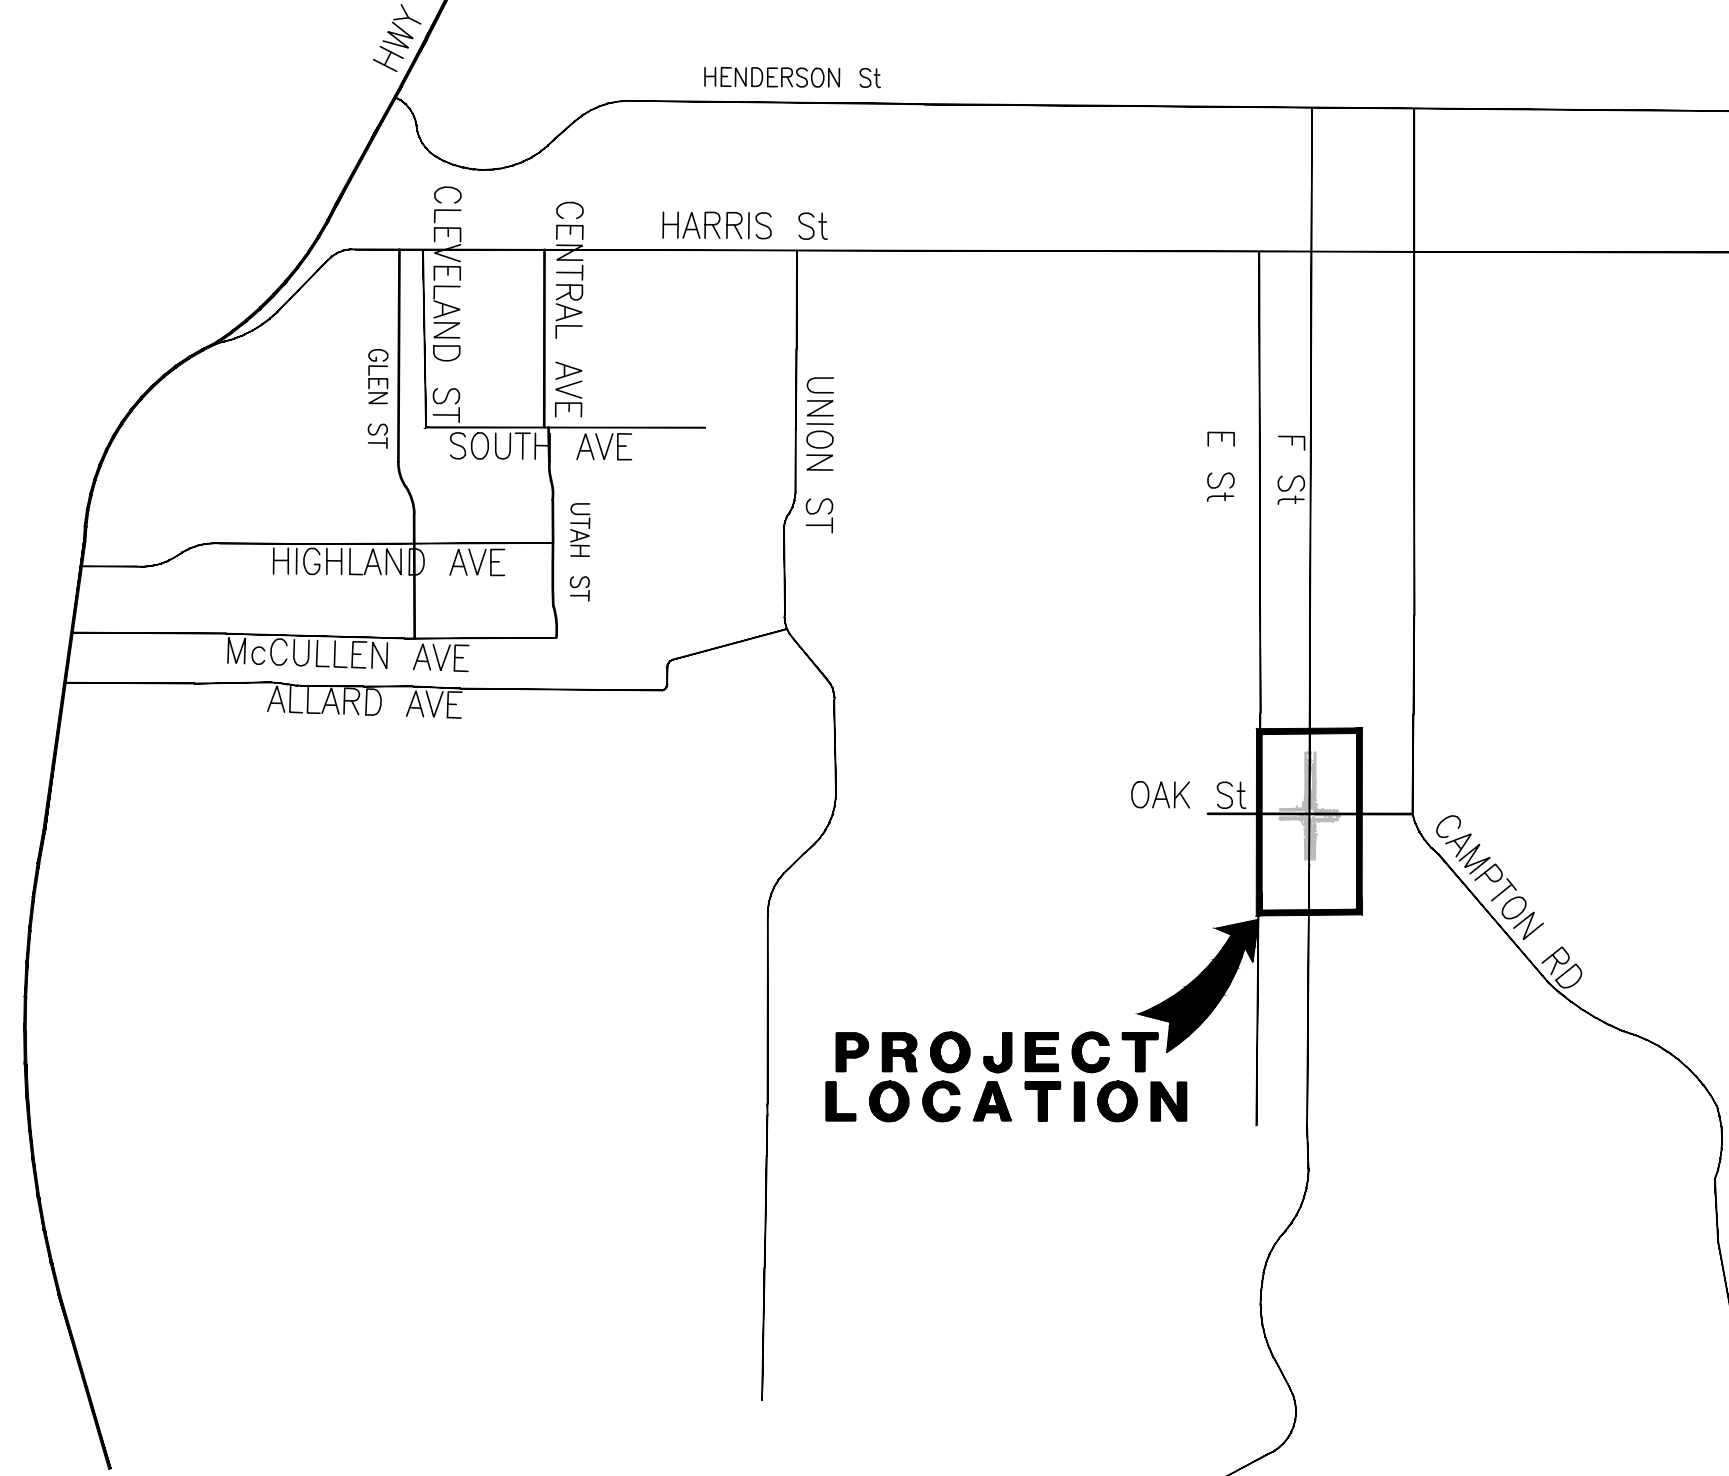 HWY
HENDERSON St
HARRIS St
CLEVELAND ST
CENTRAL AVE
GLEN ST
SOUTH AVE
UNION ST
E St
F St
UTAH ST
HIGHLAND AVE
McCULLEN AVE
ALLARD AVE
OAK St
CAMPTON RD
PROJECT
LOCATION